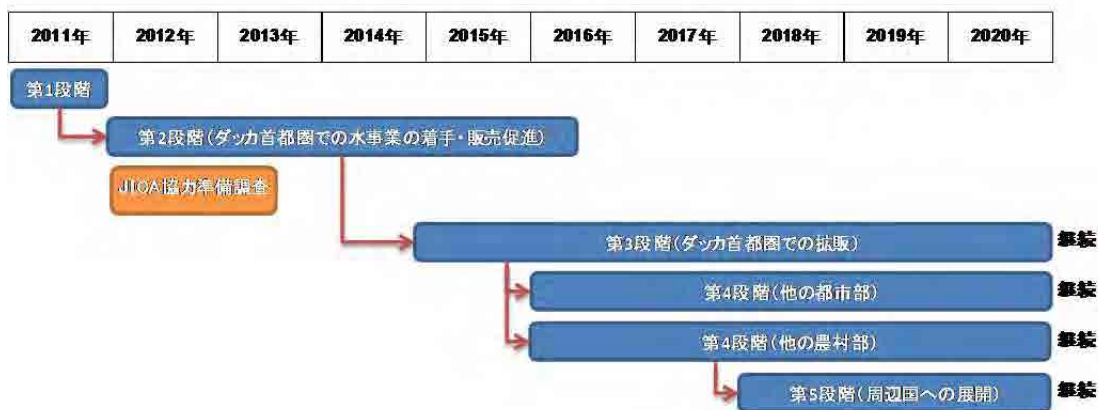 2011年 2012年 2013年 2014年 2015年 2016年 2017年 2018年 2019年 2020年
第1段階
第2段階(ダッカ首都圏での水事業の着手・販売促進)
JICA協力準備調査
第3段階(ダッカ首都圏での拡販) 継続
第4段階(他の都市部) 継続
第4段階(他の農村部) 継続
第5段階(周辺国への展開) 継続